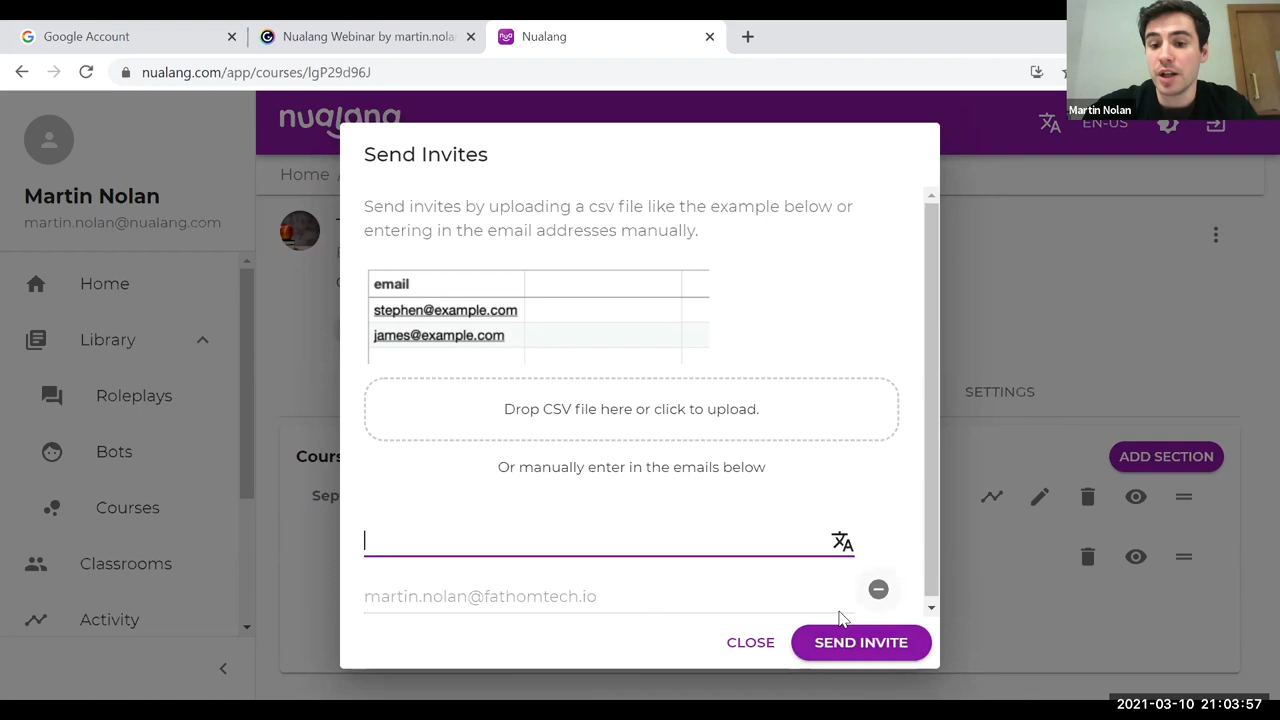 Google Account
Nualang Webinar by martin.nola
Nualang
nualang.com/app/courses/lgP29d96J
Martin Nolan
nualang
EN-US
Martin Nolan
martin.nolan@nualang.com
Home
Library
Roleplays
Bots
Courses
Classrooms
Activity
Home /
Send Invites
Send invites by uploading a csv file like the example below or
entering in the email addresses manually.
email
stephen@example.com
james@example.com
Drop CSV file here or click to upload.
Or manually enter in the emails below
martin.nolan@fathomtech.io
CLOSE
SEND INVITE
SETTINGS
Cours
ADD SECTION
Sep
2021-03-10 21:03:57